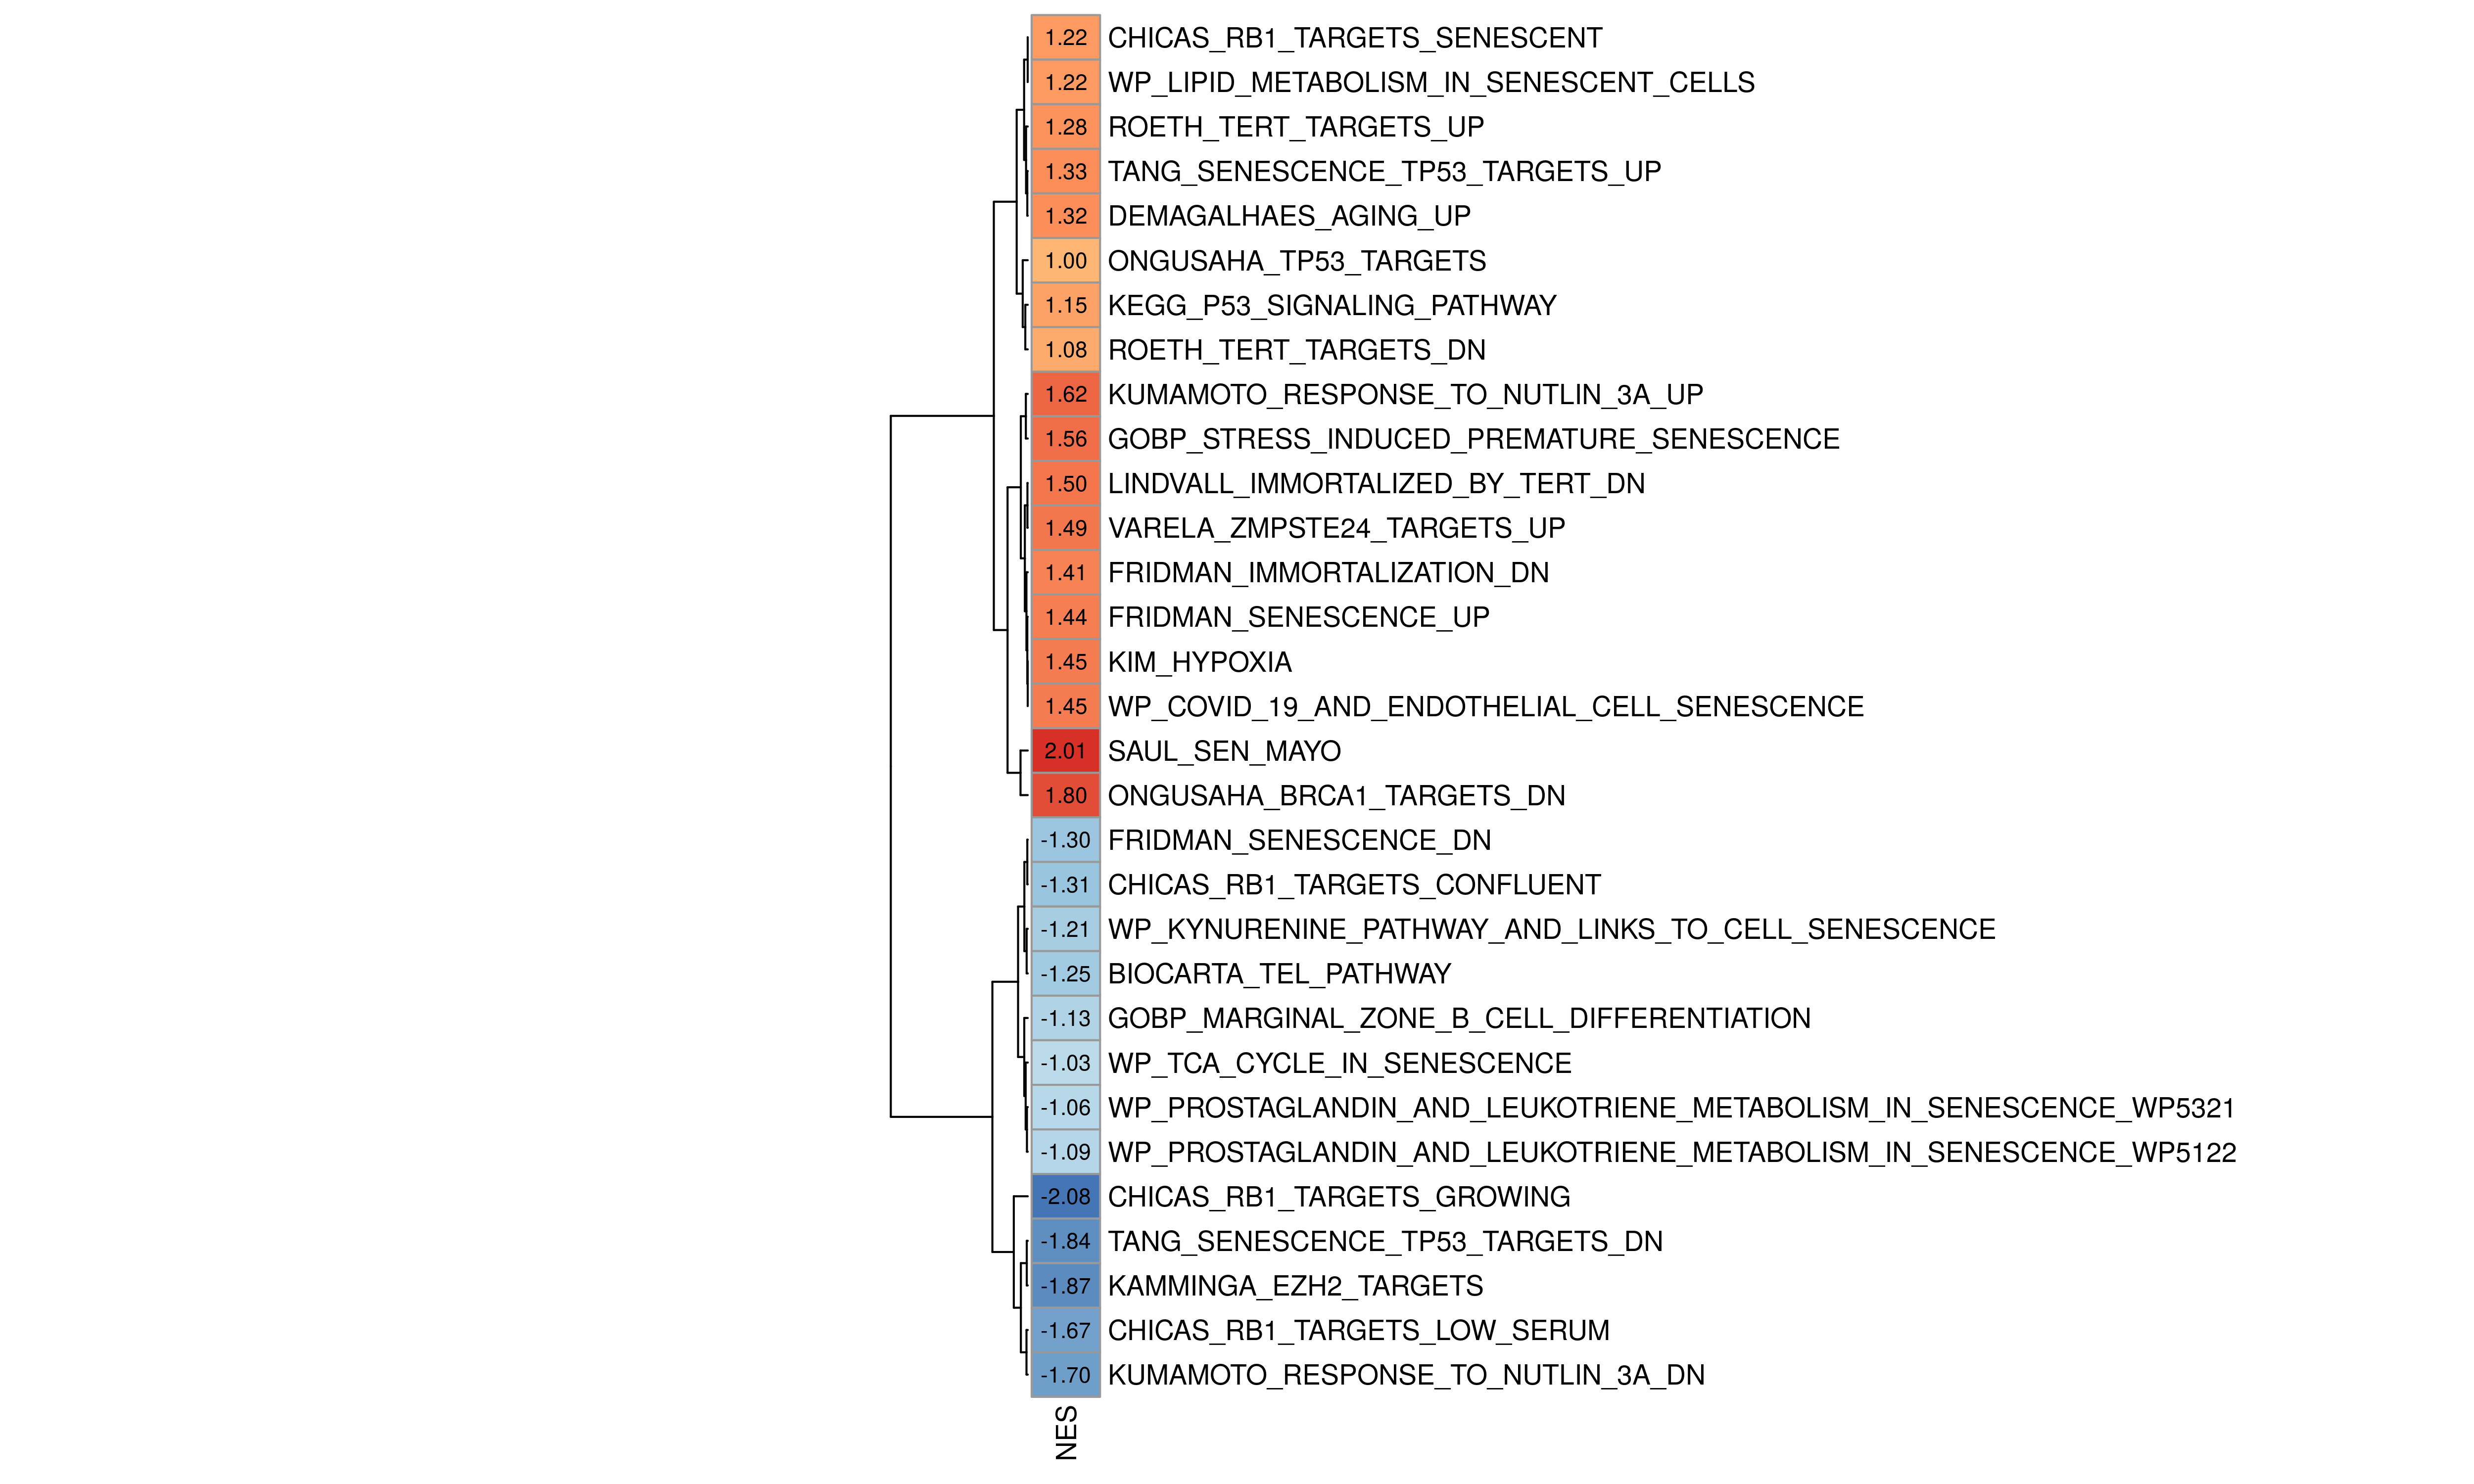 1.22 CHICAS_RB1_TARGETS_SENESCENT
1.22 WP_LIPID_METABOLISM_IN_SENESCENT_CELLS
1.28 ROETH_TERT_TARGETS_UP
1.33 TANG_SENESCENCE_TP53_TARGETS_UP
1.32 DEMAGALHAES_AGING_UP
1.00 ONGUSAHA_TP53_TARGETS
1.15 KEGG_P53_SIGNALING_PATHWAY
1.08 ROETH_TERT_TARGETS_DN
1.62 KUMAMOTO_RESPONSE_TO_NUTLIN_3A_UP
1.56 GOBP_STRESS_INDUCED_PREMATURE_SENESCENCE
1.50 LINDVALL_IMMORTALIZED_BY_TERT_DN
1.49 VARELA_ZMPSTE24_TARGETS_UP
1.41 FRIDMAN_IMMORTALIZATION_DN
1.44 FRIDMAN_SENESCENCE_UP
1.45 KIM_HYPOXIA
1.45 WP_COVID_19_AND_ENDOTHELIAL_CELL_SENESCENCE
2.01 SAUL_SEN_MAYO
1.80 ONGUSAHA_BRCA1_TARGETS_DN
-1.30 FRIDMAN_SENESCENCE_DN
-1.31 CHICAS_RB1_TARGETS_CONFLUENT
-1.21 WP_KYNURENINE_PATHWAY_AND_LINKS_TO_CELL_SENESCENCE
-1.25 BIOCARTA_TEL_PATHWAY
-1.13 GOBP_MARGINAL_ZONE_B_CELL_DIFFERENTIATION
-1.03 WP_TCA_CYCLE_IN_SENESCENCE
-1.06 WP_PROSTAGLANDIN_AND_LEUKOTRIENE_METABOLISM_IN_SENESCENCE_WP5321
-1.09 WP_PROSTAGLANDIN_AND_LEUKOTRIENE_METABOLISM_IN_SENESCENCE_WP5122
-2.08 CHICAS_RB1_TARGETS_GROWING
-1.84 TANG_SENESCENCE_TP53_TARGETS_DN
-1.87 KAMMINGA_EZH2_TARGETS
-1.67 CHICAS_RB1_TARGETS_LOW_SERUM
-1.70 KUMAMOTO_RESPONSE_TO_NUTLIN_3A_DN
NES